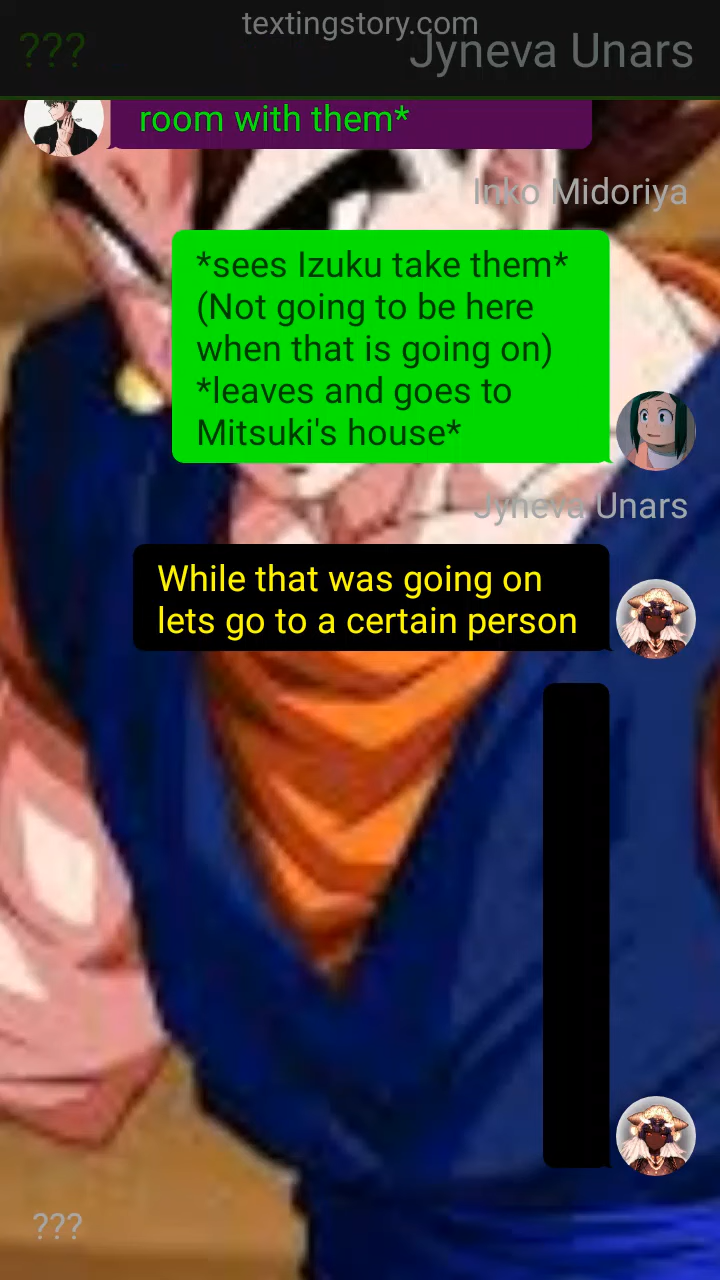 textingstory.com
??? Jyneva Unars
room with them*
Inko Midoriya
*sees Izuku take them*
(Not going to be here
when that is going on)
*leaves and goes to
Mitsuki's house*
Jyneva Unars
While that was going on
lets go to a certain person
???